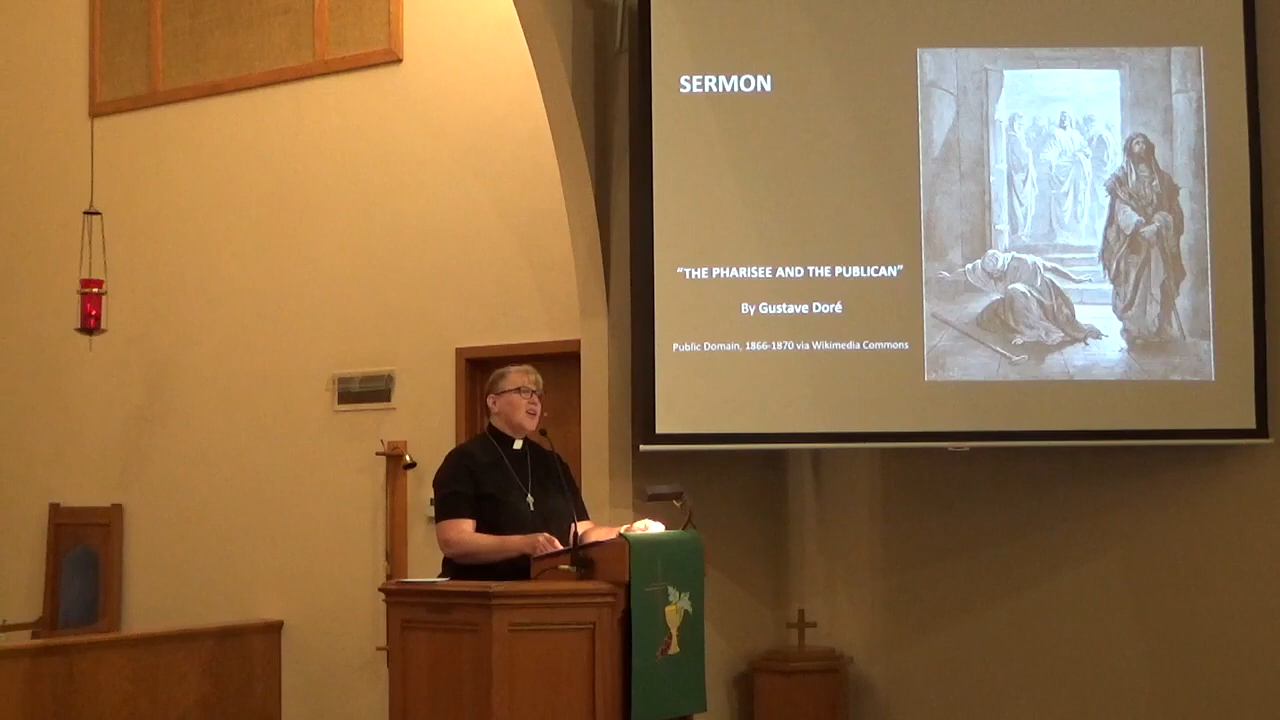 SERMON
“THE PHARISEE AND THE PUBLICAN”
By Gustave Doré
Public Domain, 1866-1870 via Wikimedia Commons